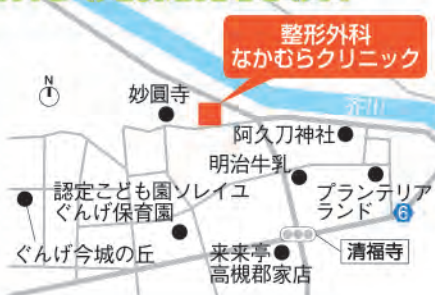 整形外科
なかむらクリニック
芥川
N
妙圓寺
阿久刀神社
明治牛乳
認定こども園ソレイユ
ぐんげ保育園
プランテリア
ランド
6
ぐんげ今城の丘
来来亭
高槻郡家店
清福寺